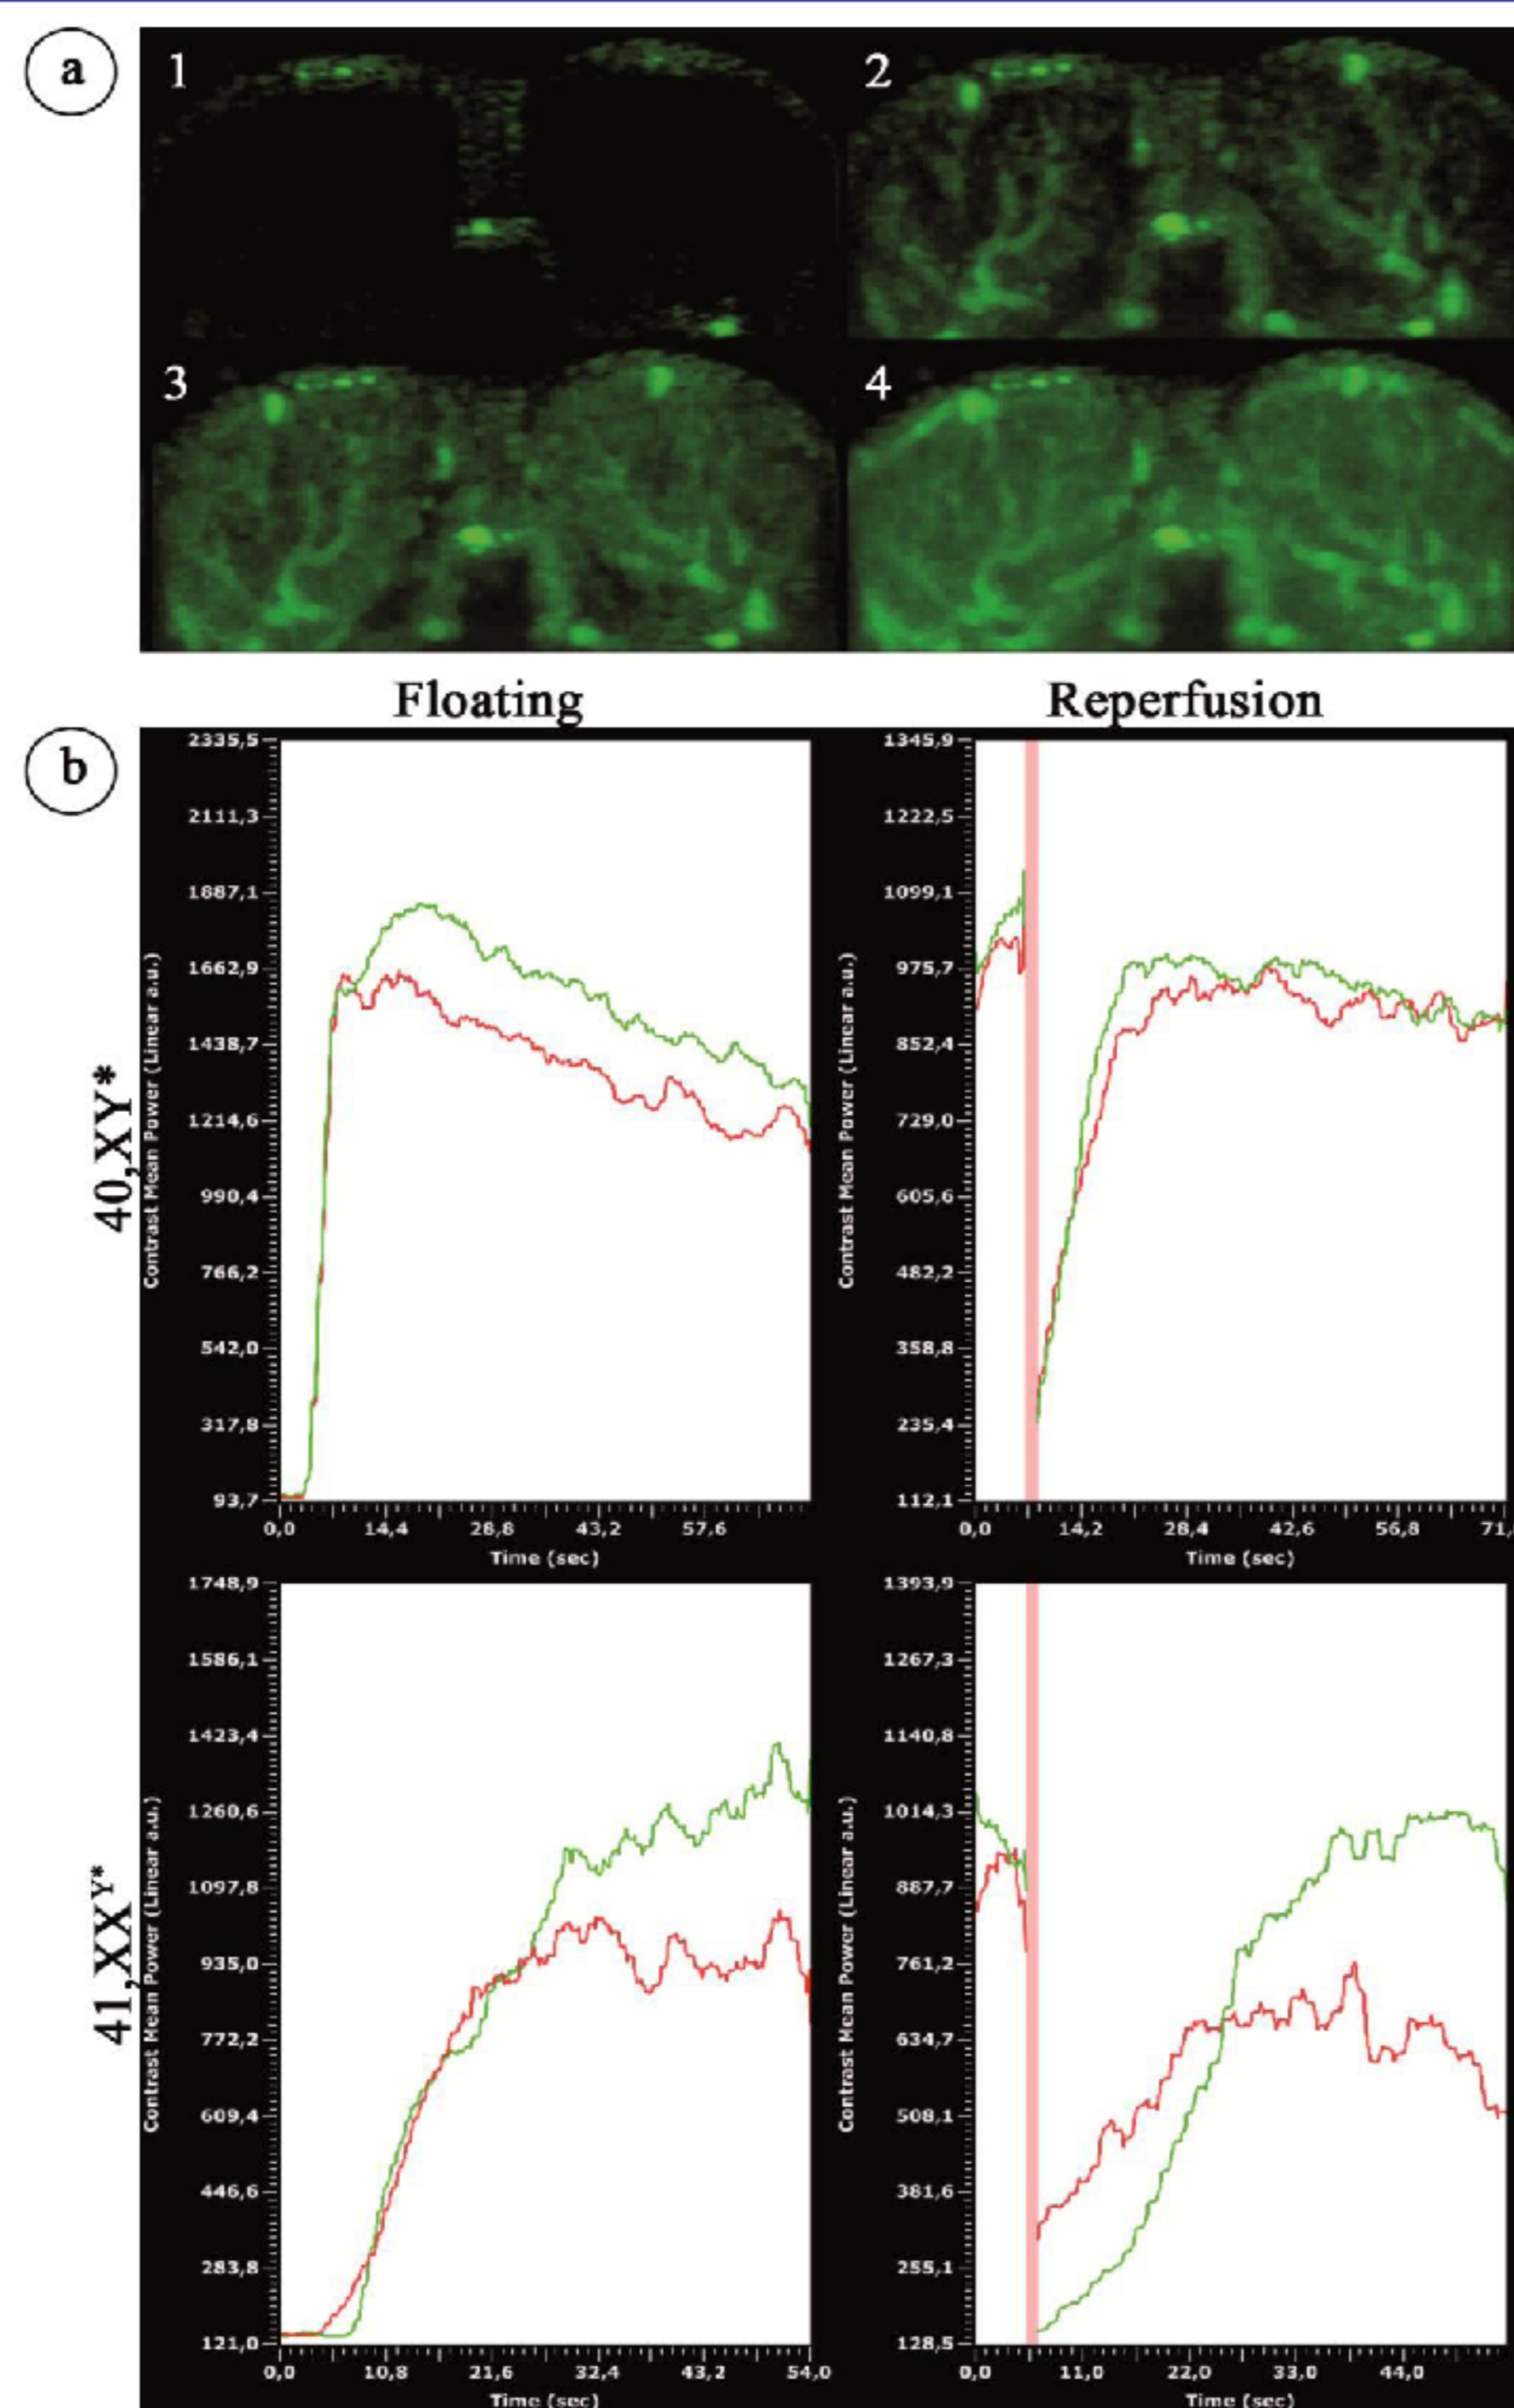 a
1
2
3
4
Floating
Reperfusion
b
40,XY*
Contrast Mean Power (Linear a.u.)
2335,5
2111,3
1887,1
1662,9
1438,7
1214,6
990,4
766,2
542,0
317,8
93,7
0,0 14,4 28,8 43,2 57,6
Time (sec)
Contrast Mean Power (Linear a.u.)
1345,9
1222,5
1099,1
975,7
852,4
729,0
605,6
482,2
358,8
235,4
112,1
0,0 14,2 28,4 42,6 56,8 71,
Time (sec)
41,XXY*
Contrast Mean Power (Linear a.u.)
1748,9
1586,1
1423,4
1260,6
1097,8
935,0
772,2
609,4
446,6
283,8
121,0
0,0 10,8 21,6 32,4 43,2 54,0
Time (sec)
Contrast Mean Power (Linear a.u.)
1393,9
1267,3
1140,8
1014,3
887,7
761,2
634,7
508,1
381,6
255,1
128,5
0,0 11,0 22,0 33,0 44,0
Time (sec)